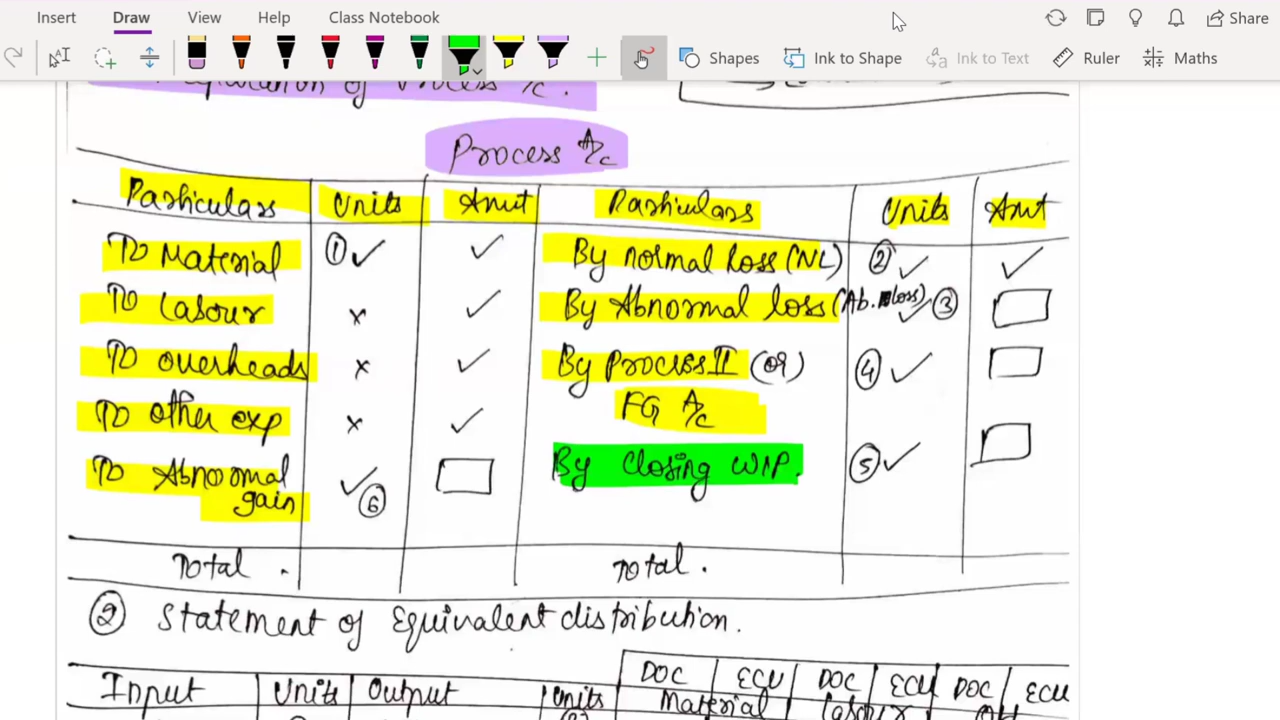 Insert Draw View Help Class Notebook Share
Shapes Ink to Shape Ink to Text Ruler Maths
Process A/c
Particulars Units Amt Particulars Units Amt
To Material ① ✓ ✓ By normal loss (NL) ② ✓ ✓
To Labour x ✓ By Abnormal loss (Ab. loss) ✓ ③
To overheads x ✓ By Process II (or) ④ ✓
FG A/c
To other exp x ✓ By Closing WIP. ⑤ ✓
To Abnormal
gain ✓ ⑥
Total . Total .
② Statement of Equivalent distribution.
DOC ECU DOC ECU DOC ECU
Input Units Output Units Material Labour OH